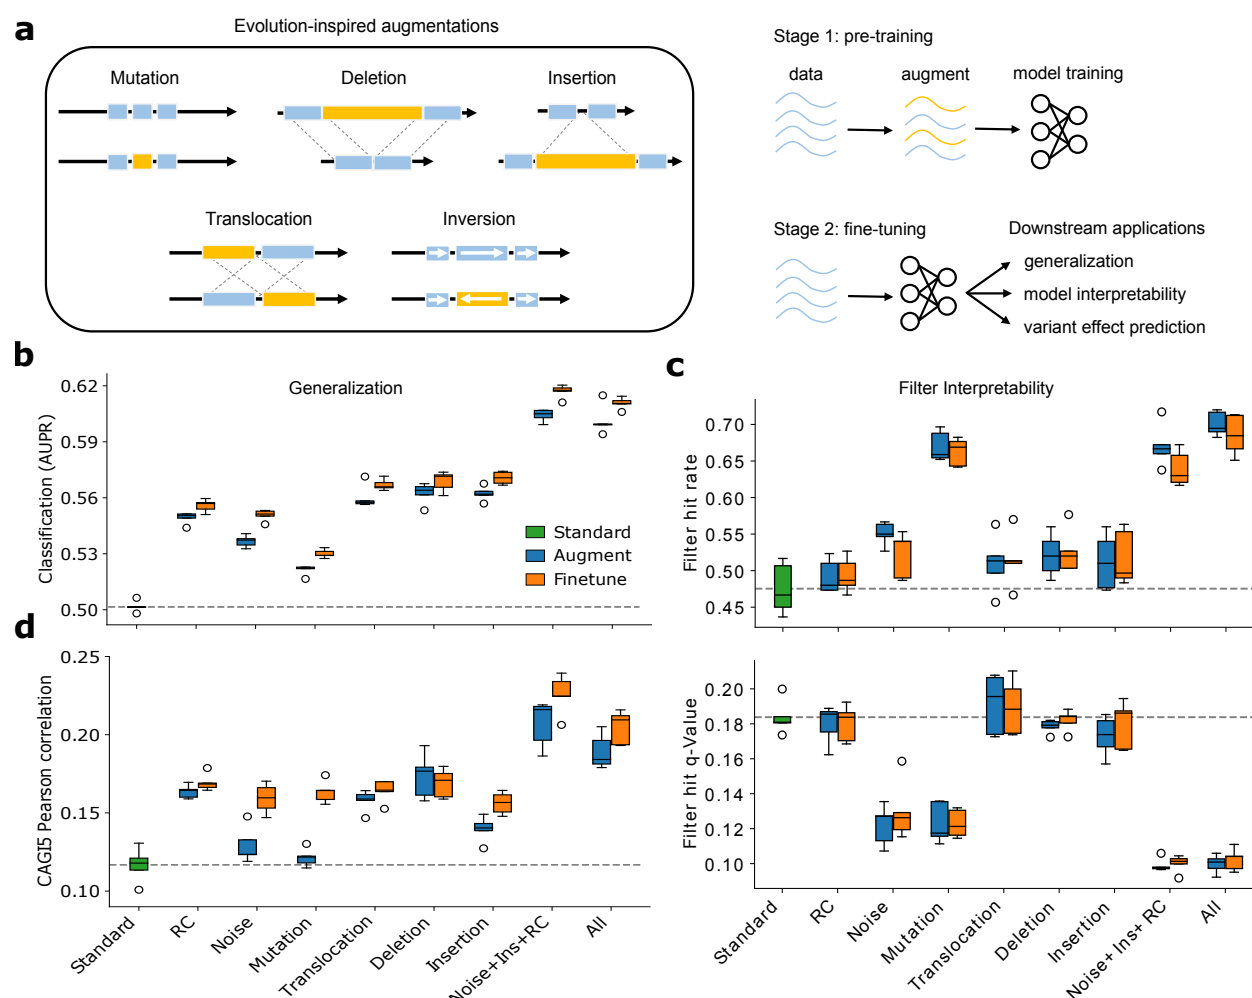 a
Evolution-inspired augmentations
Mutation
Deletion
Insertion
Translocation
Inversion
Stage 1: pre-training
data
augment
model training
Stage 2: fine-tuning
Downstream applications
generalization
model interpretability
variant effect prediction
b
Generalization
Classification (AUPR)
0.62
0.59
0.56
0.53
0.50
Standard
Augment
Finetune
c
Filter Interpretability
Filter hit rate
0.70
0.65
0.60
0.55
0.50
0.45
d
CAGI5 Pearson correlation
0.25
0.20
0.15
0.10
Standard
RC
Noise
Mutation
Translocation
Deletion
Insertion
Noise+Ins+RC
All
Filter hit q-Value
0.20
0.18
0.16
0.14
0.12
0.10
Standard
RC
Noise
Mutation
Translocation
Deletion
Insertion
Noise+Ins+RC
All